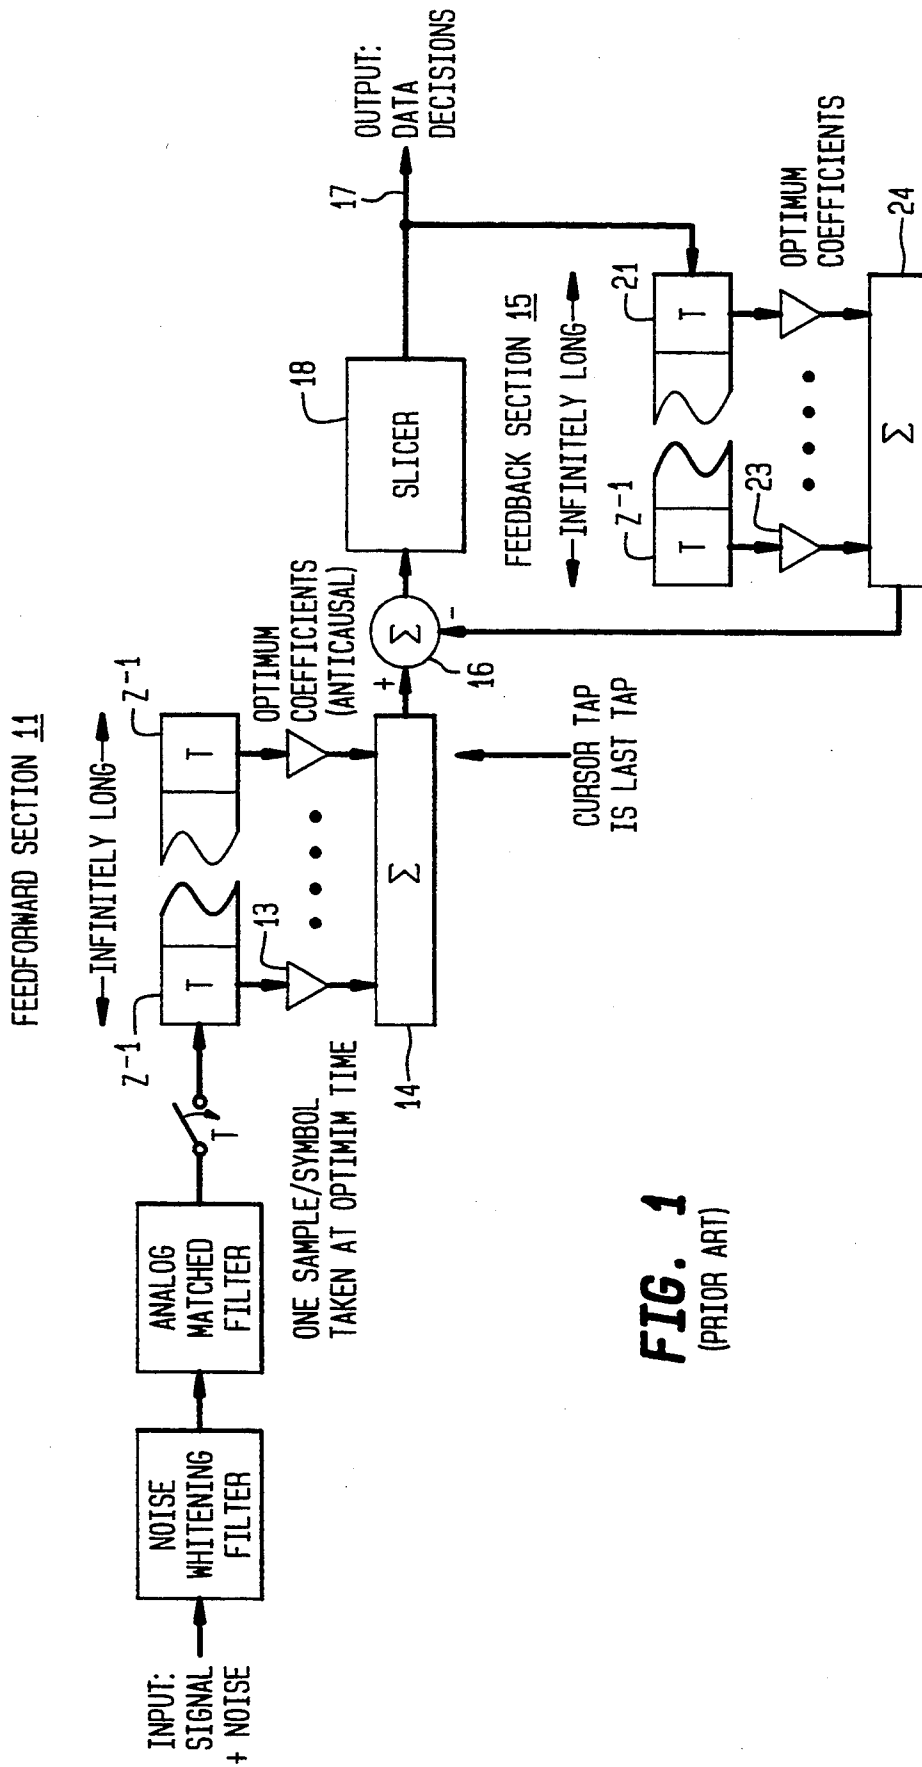 FEEDFORWARD SECTION 11
INFINITELY LONG
Z-1
Z-1
T
T
INPUT:
SIGNAL
+ NOISE
NOISE
WHITENING
FILTER
ANALOG
MATCHED
FILTER
T
ONE SAMPLE/SYMBOL
TAKEN AT OPTIMIM TIME
13
OPTIMUM
COEFFICIENTS
(ANTICAUSAL)
Σ
14
+
Σ
-
16
CURSOR TAP
IS LAST TAP
SLICER
18
17
OUTPUT:
DATA
DECISIONS
FEEDBACK SECTION 15
INFINITELY LONG
Z-1
21
T
T
23
OPTIMUM
COEFFICIENTS
Σ
24
FIG. 1
(PRIOR ART)